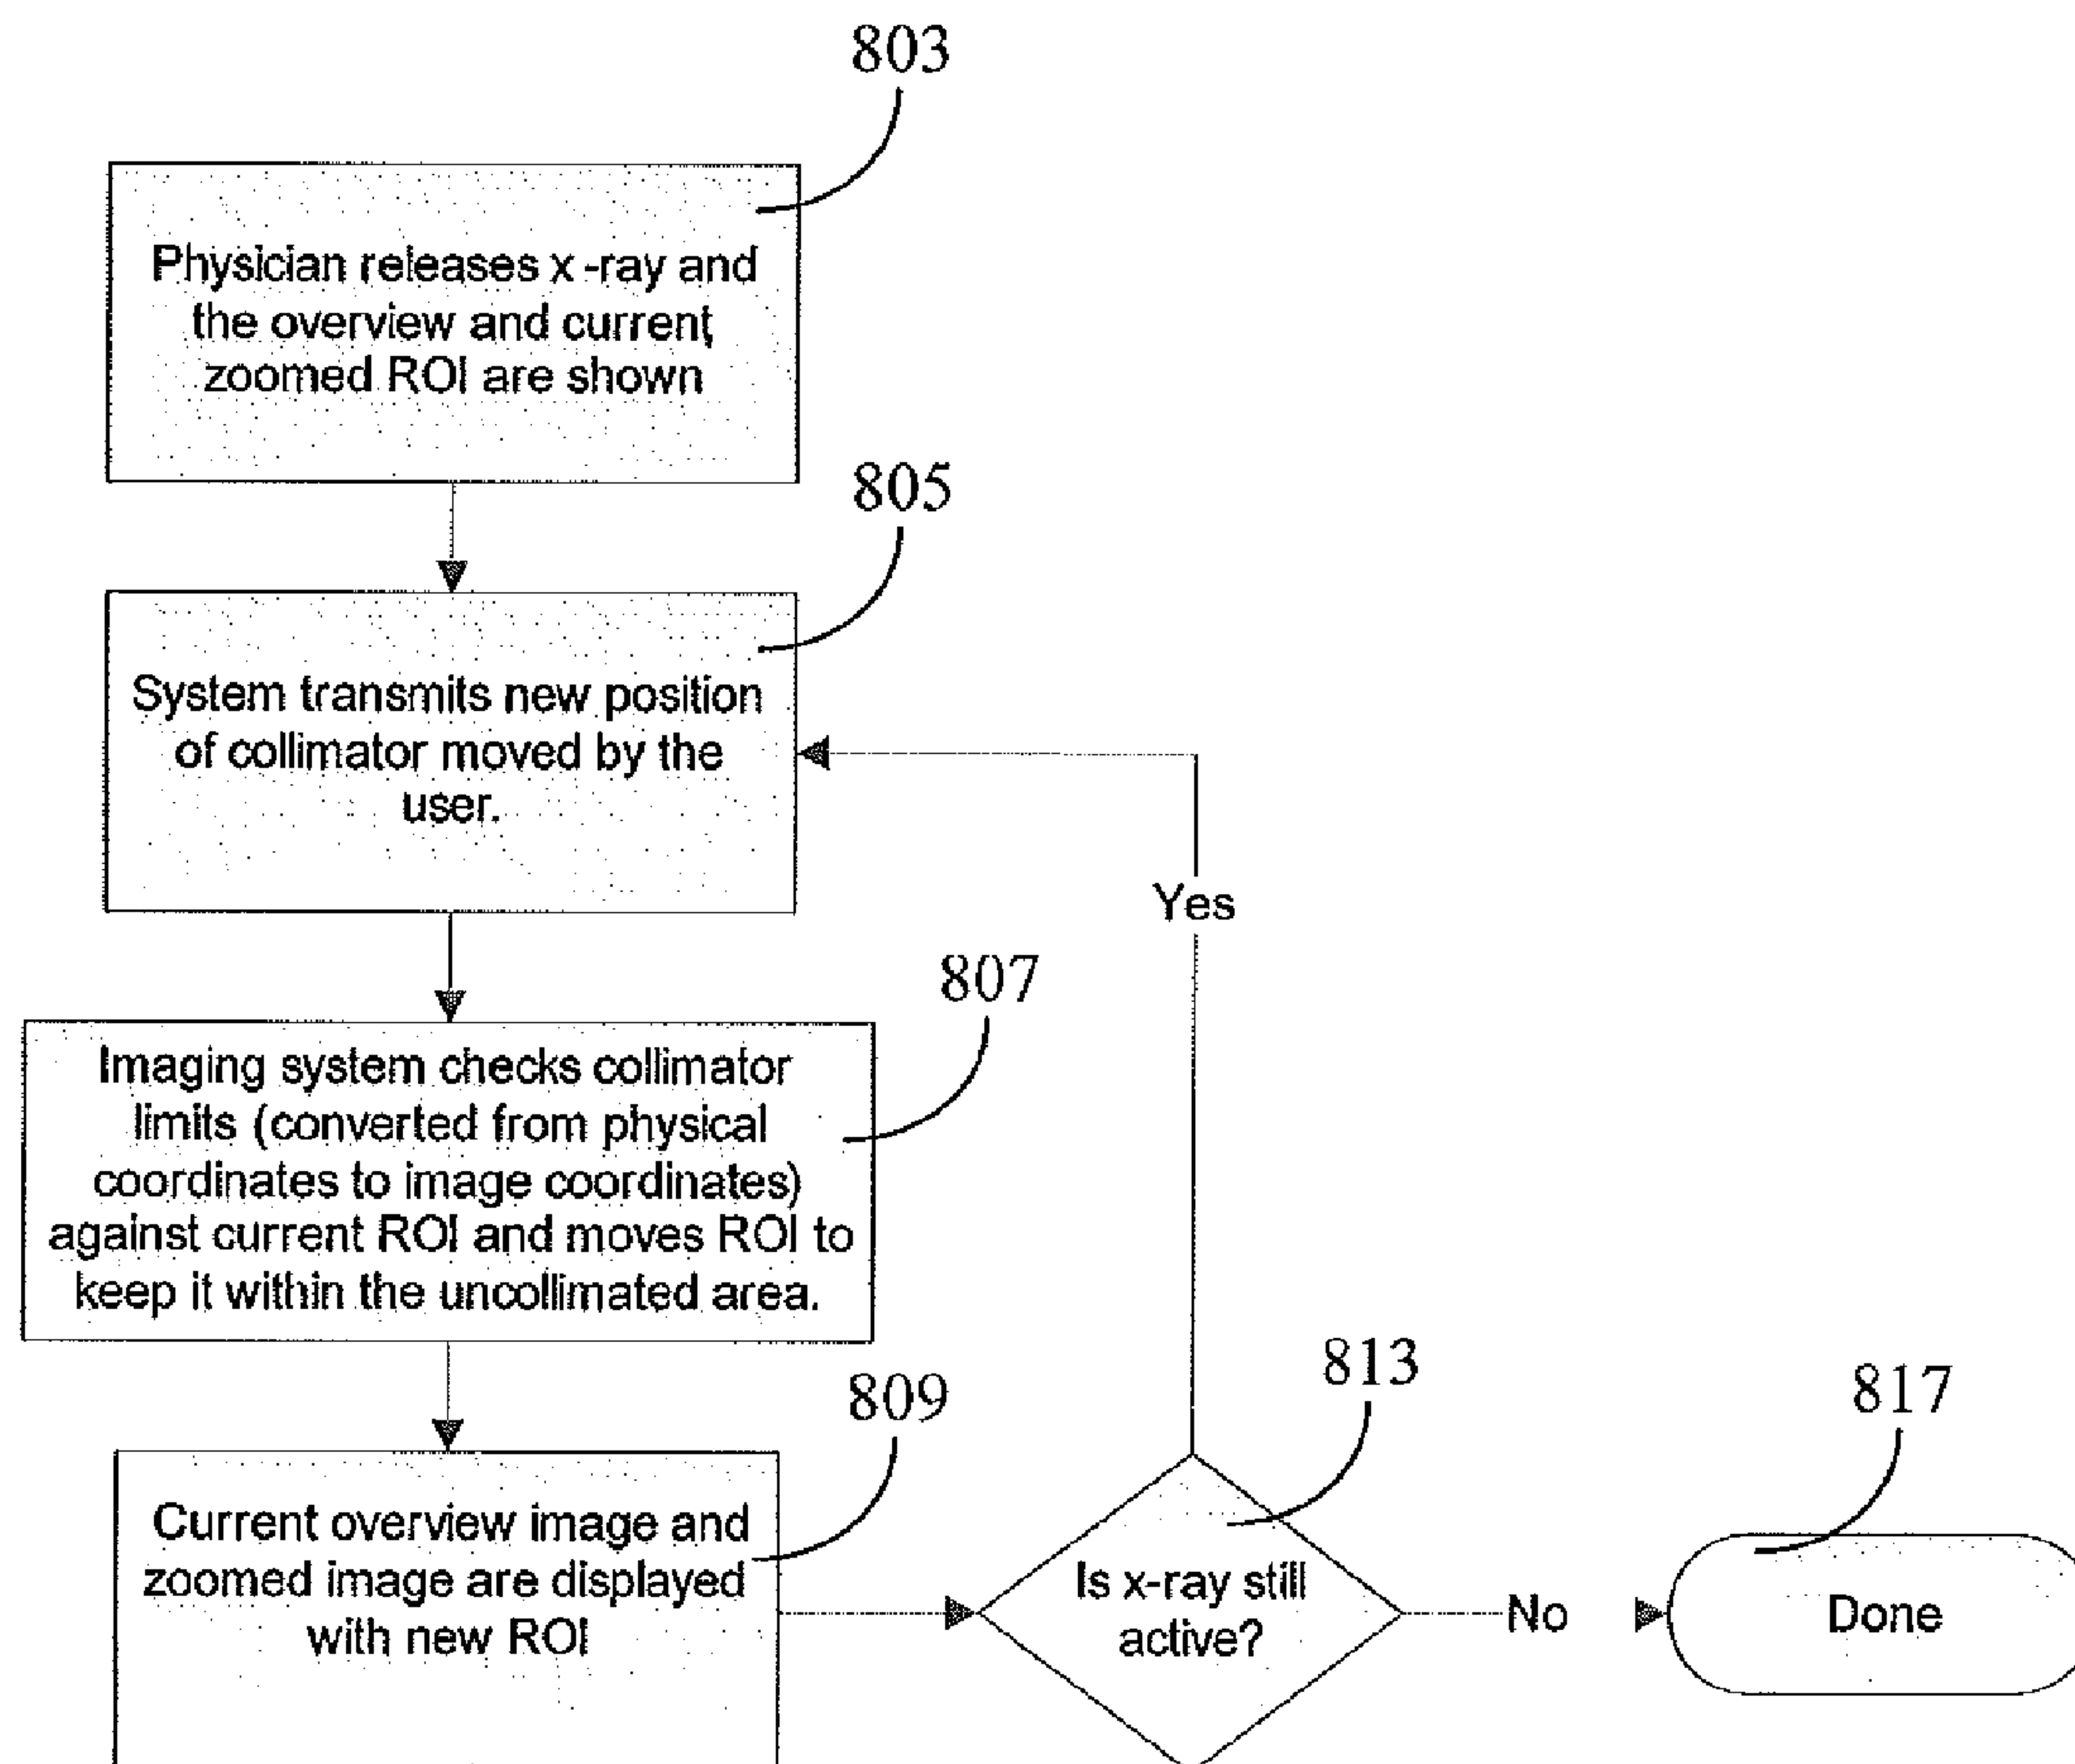 803
Physician releases x -ray and
the overview and current
zoomed ROI are shown
805
System transmits new position
of collimator moved by the
user.
Yes
807
Imaging system checks collimator
limits (converted from physical
coordinates to image coordinates)
against current ROI and moves ROI to
keep it within the uncollimated area.
809
Current overview image and
zoomed image are displayed
with new ROI
813
Is x-ray still
active?
No
817
Done